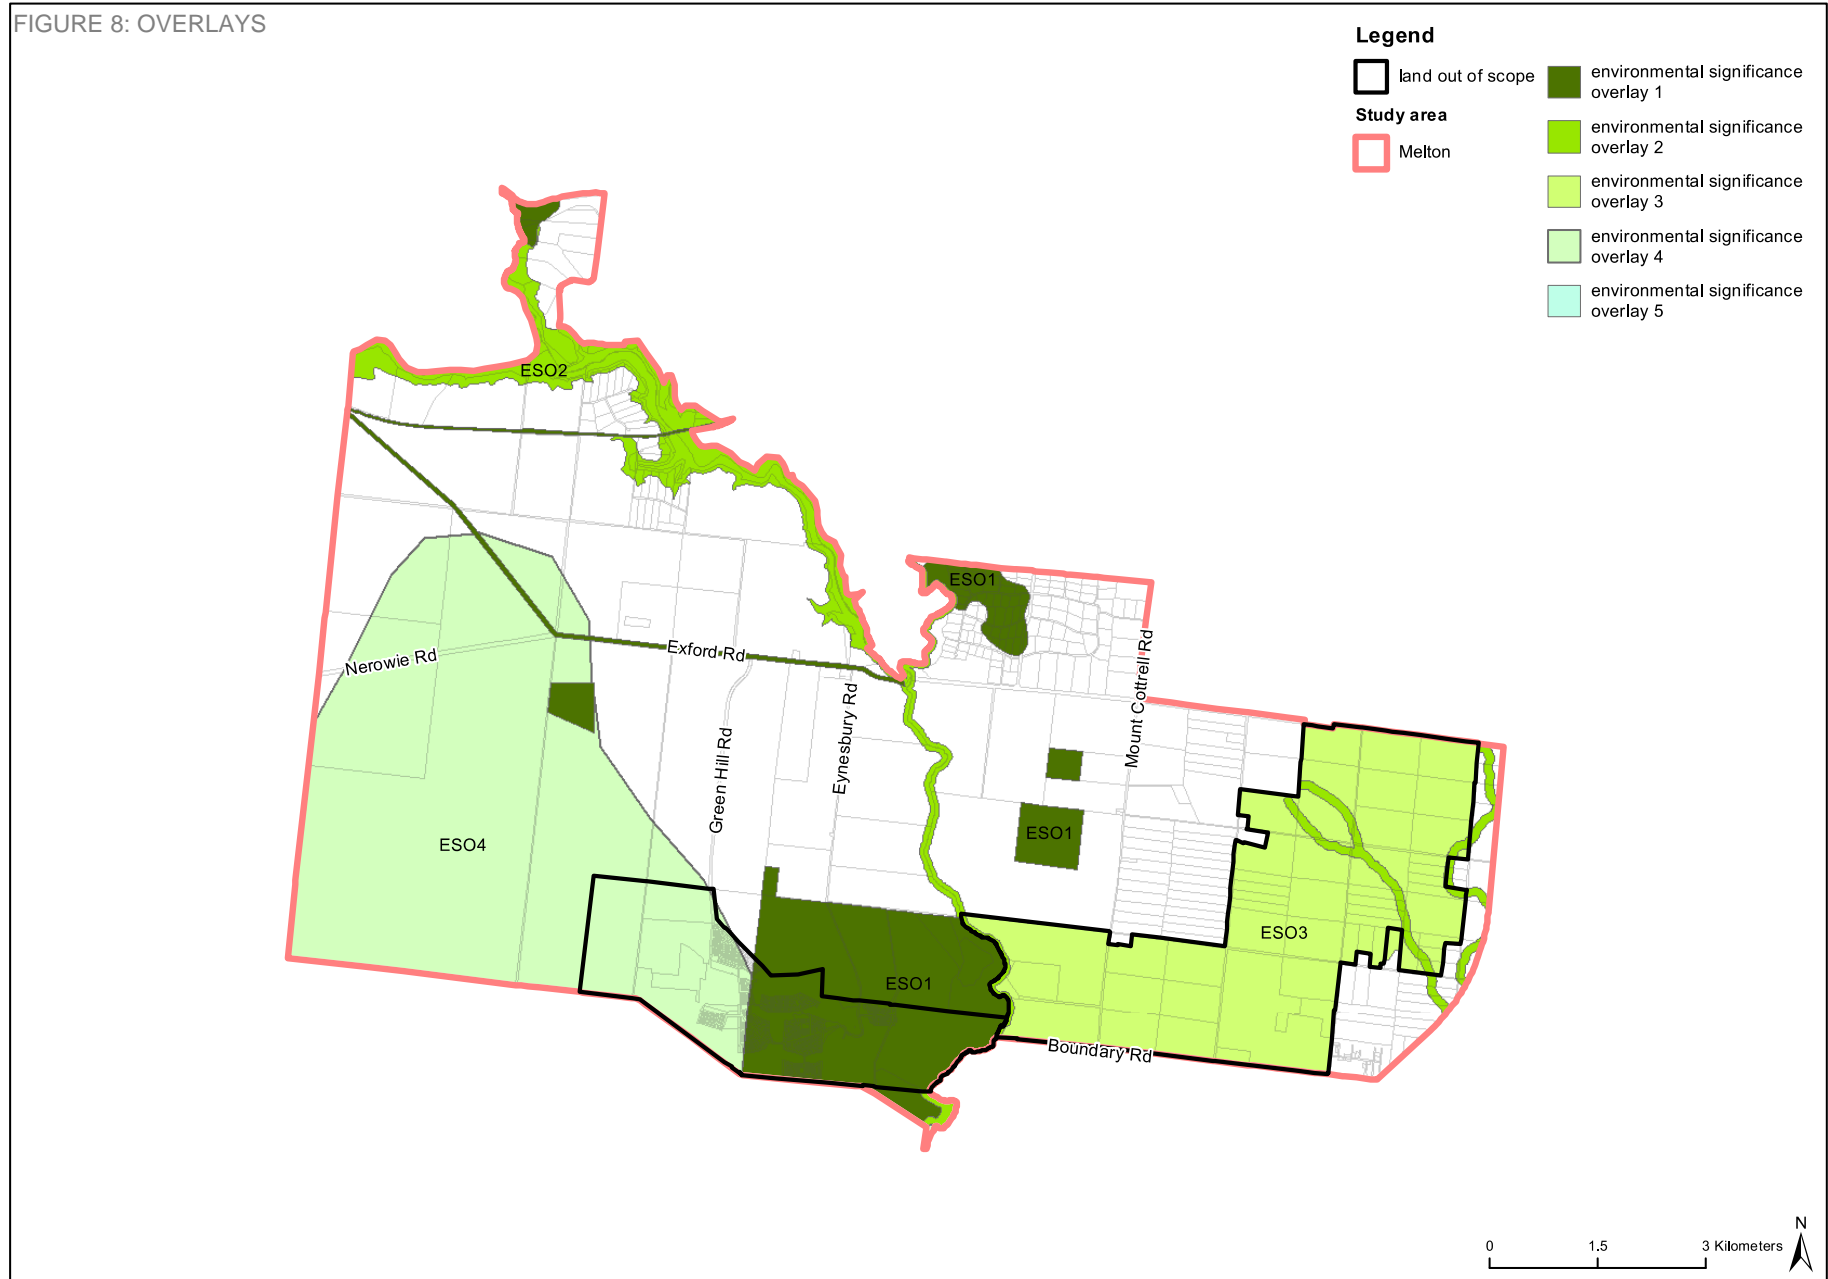 FIGURE 8: OVERLAYS
Legend
land out of scope
Study area
Melton
environmental significance
overlay 1
environmental significance
overlay 2
environmental significance
overlay 3
environmental significance
overlay 4
environmental significance
overlay 5
ESO2
ESO1
Exford Rd
Nerowie Rd
Mount Cottrell Rd
Eynesbury Rd
Green Hill Rd
ESO1
ESO4
ESO3
ESO1
Boundary Rd
N
0 1.5 3 Kilometers